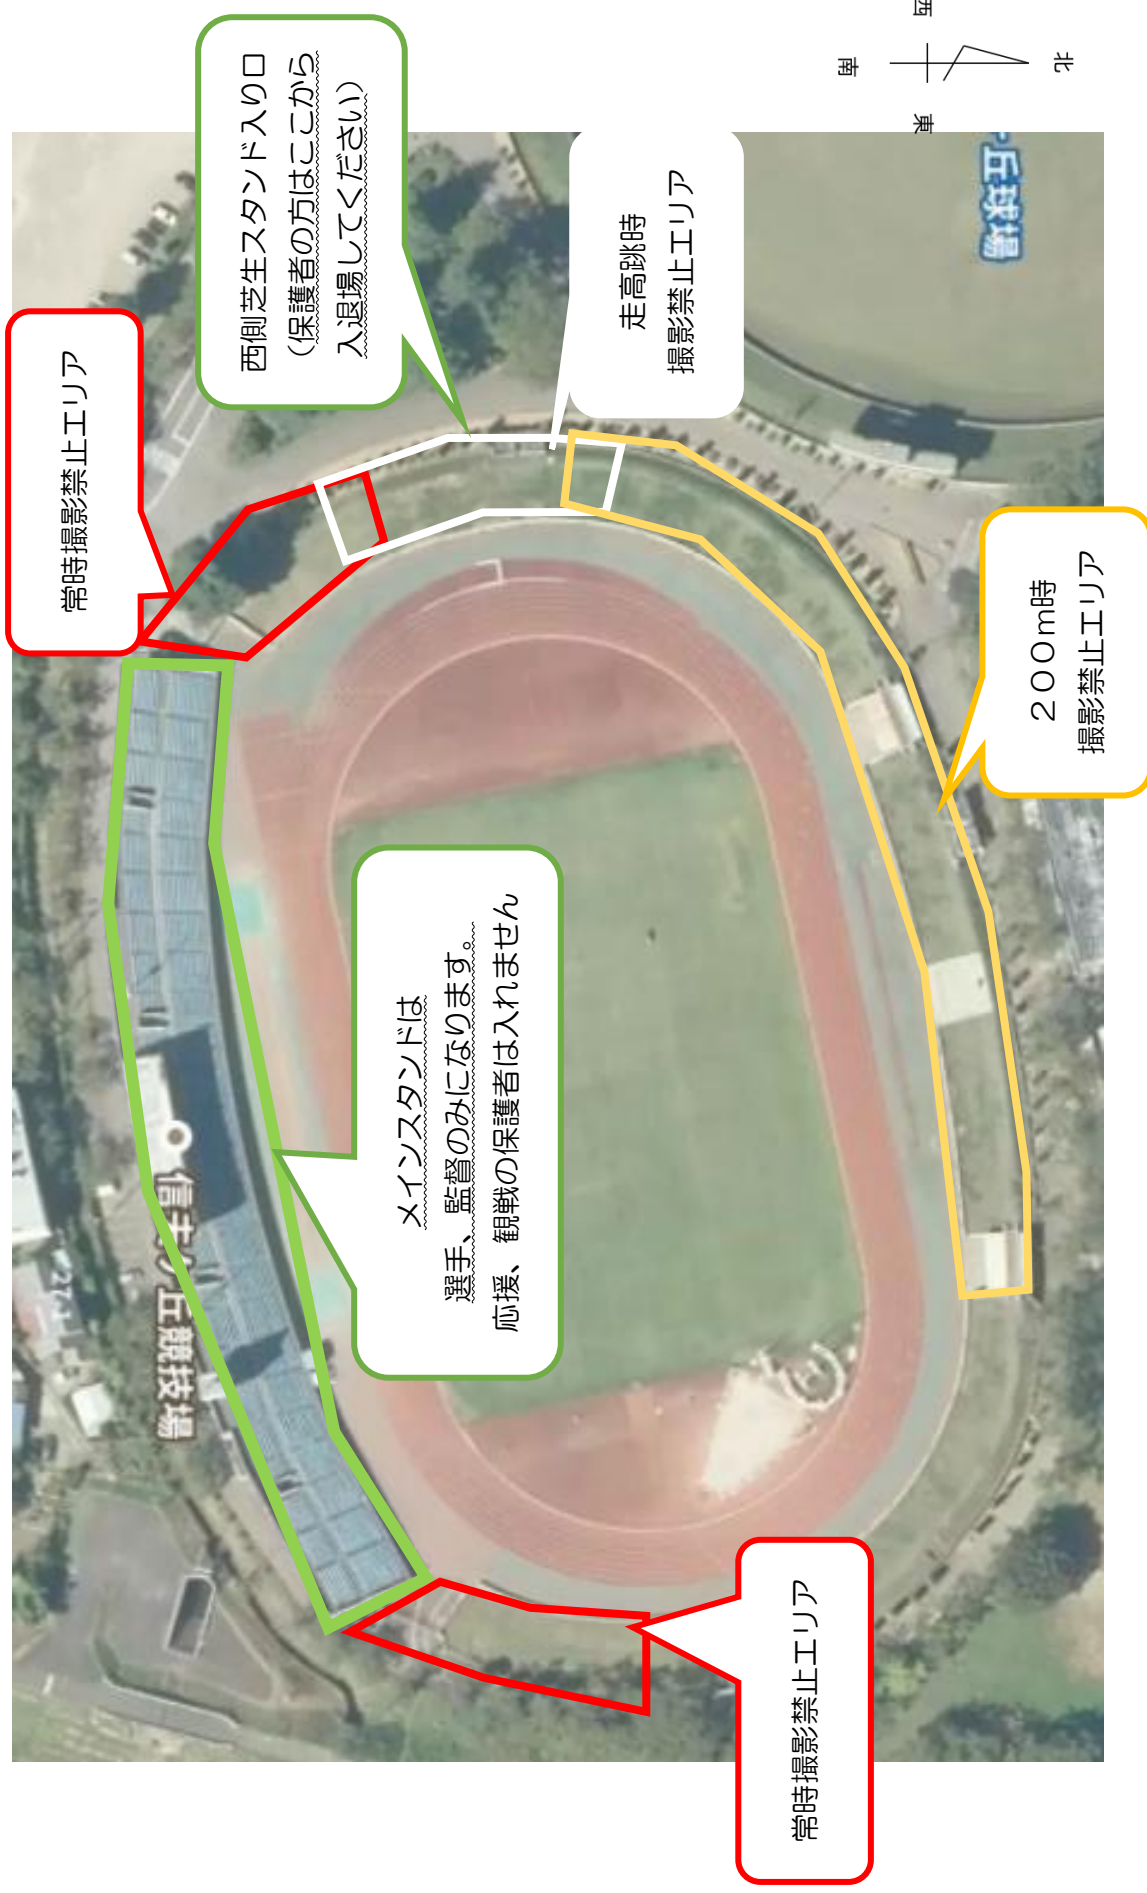 西
北
南
東
西側芝生スタンド入り口
（保護者の方はここから
入退場してください）
走高跳時
撮影禁止エリア
丘球場
常時撮影禁止エリア
200m時
撮影禁止エリア
メインスタンドは
選手、監督のみになります。
応援、観戦の保護者は入れません
信夫ケ丘競技場
常時撮影禁止エリア